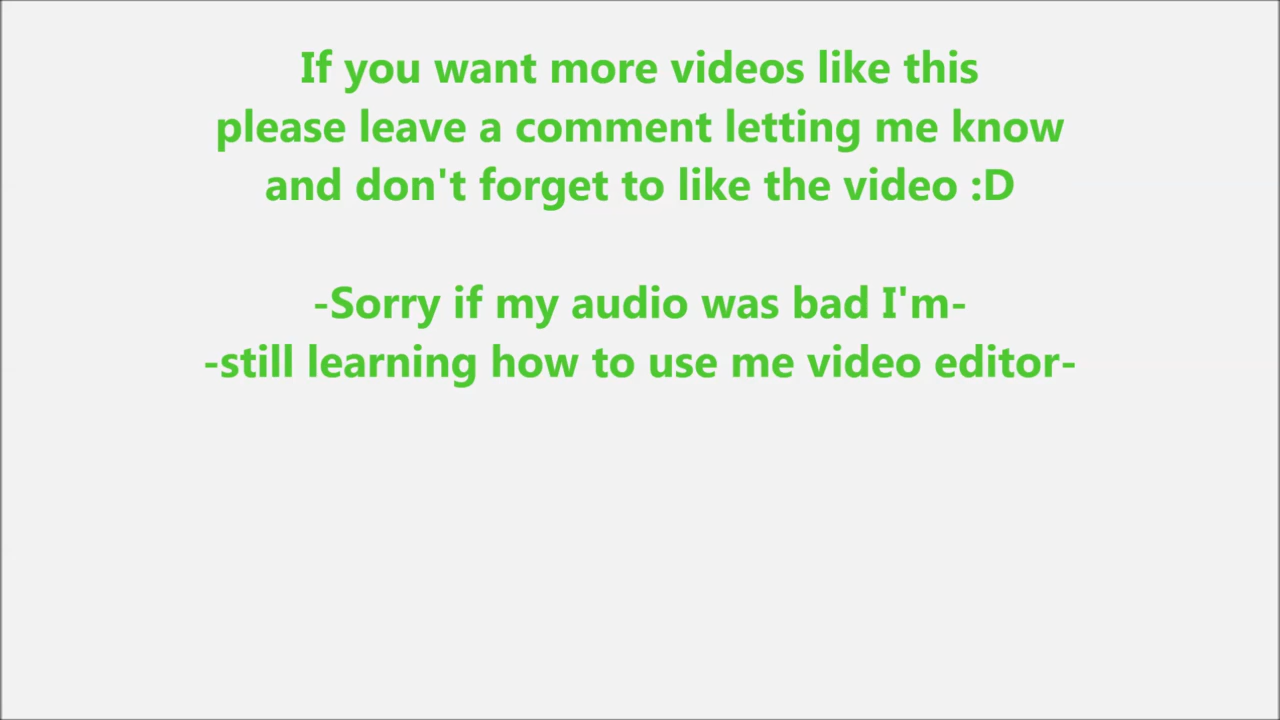 If you want more videos like this
please leave a comment letting me know
and don't forget to like the video :D
-Sorry if my audio was bad I'm-
-still learning how to use me video editor-